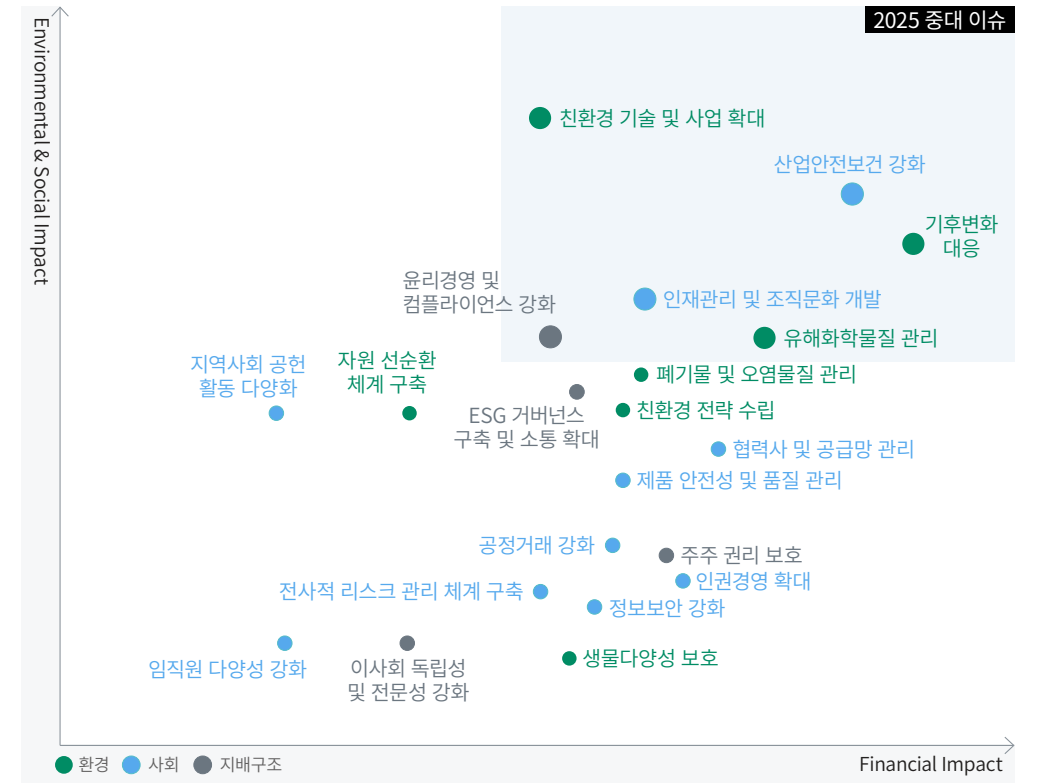 2025 중대 이슈
Environmental & Social Impact
친환경 기술 및 사업 확대
산업안전보건 강화
기후변화
대응
윤리경영 및
컴플라이언스 강화
인재관리 및 조직문화 개발
유해화학물질 관리
지역사회 공헌
활동 다양화
자원 선순환
체계 구축
폐기물 및 오염물질 관리
ESG 거버넌스
구축 및 소통 확대
친환경 전략 수립
협력사 및 공급망 관리
제품 안전성 및 품질 관리
공정거래 강화
주주 권리 보호
인권경영 확대
전사적 리스크 관리 체계 구축
정보보안 강화
임직원 다양성 강화
이사회 독립성
및 전문성 강화
생물다양성 보호
환경
사회
지배구조
Financial Impact